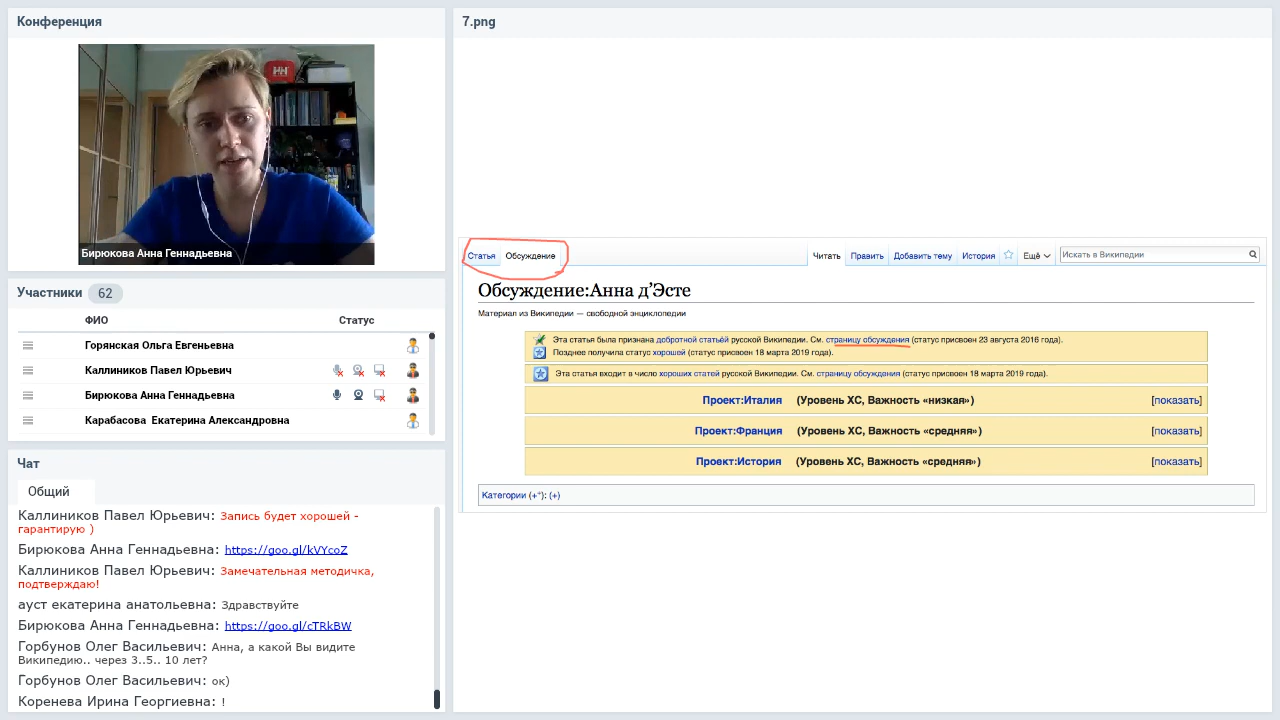 Конференция
Бирюкова Анна Геннадьевна
Участники 62
ФИО Статус
Горянская Ольга Евгеньевна
Каллиников Павел Юрьевич
Бирюкова Анна Геннадьевна
Карабасова Екатерина Александровна
Чат
Общий
Каллиников Павел Юрьевич: Запись будет хорошей -
гарантирую )
Бирюкова Анна Геннадьевна: https://goo.gl/kVYcoZ
Каллиников Павел Юрьевич: Замечательная методичка,
подтверждаю!
ауст екатерина анатольевна: Здравствуйте
Бирюкова Анна Геннадьевна: https://goo.gl/cTRkBW
Горбунов Олег Васильевич: Анна, а какой Вы видите
Википедию.. через 3..5.. 10 лет?
Горбунов Олег Васильевич: ок)
Коренева Ирина Георгиевна: !
7.png
Статья Обсуждение Читать Править Добавить тему История Ещё Искать в Википедии
Обсуждение:Анна д’Эсте
Материал из Википедии — свободной энциклопедии
Эта статья была признана добротной статьёй русской Википедии. См. страницу обсуждения (статус присвоен 23 августа 2016 года).
Позднее получила статус хорошей (статус присвоен 18 марта 2019 года).
Эта статья входит в число хороших статей русской Википедии. См. страницу обсуждения (статус присвоен 18 марта 2019 года).
Проект:Италия (Уровень ХС, Важность «низкая») [показать]
Проект:Франция (Уровень ХС, Важность «средняя») [показать]
Проект:История (Уровень ХС, Важность «средняя») [показать]
Категории (+⁺): (+)